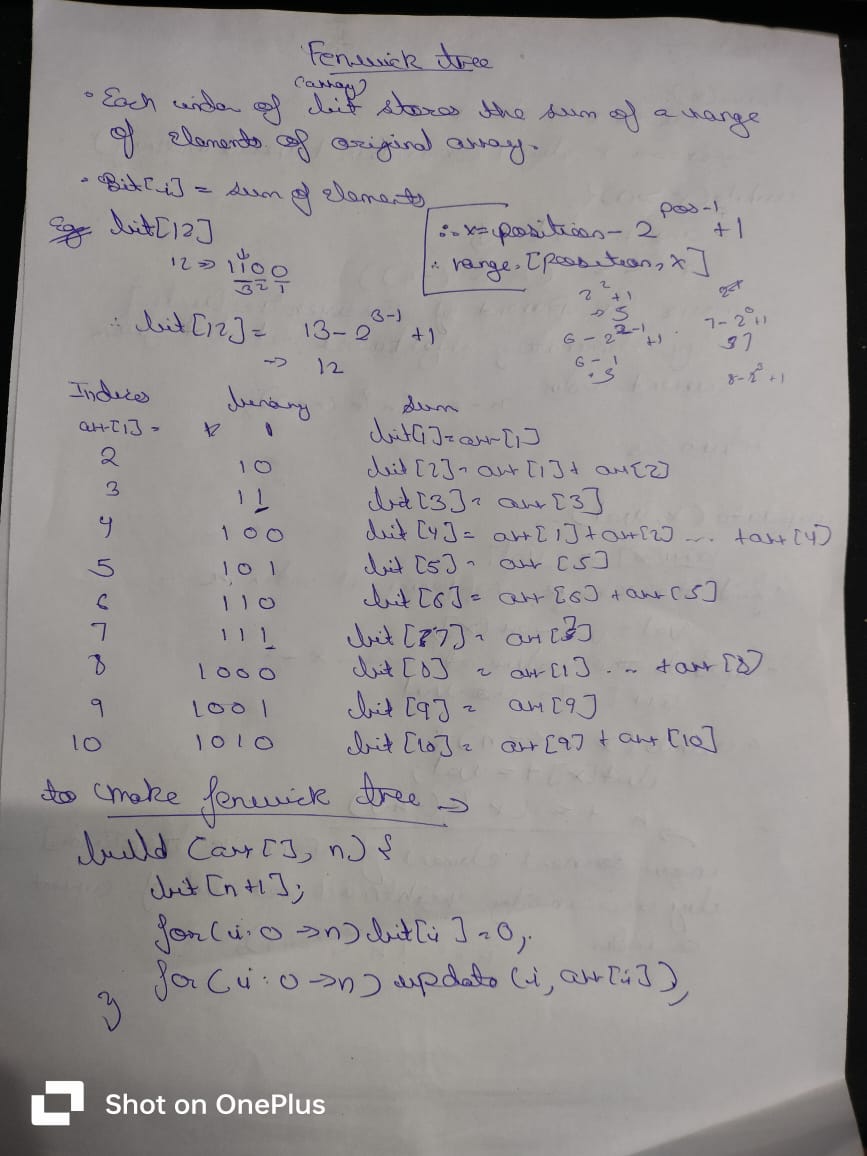 Fenwick tree
(array)
• Each index of bit stores the sum of a range
of elements of original array.
• Bit[i] = sum of elements
Eg bit[12]
12 => 1100
321
∴ x = position - 2^pos-1 + 1
∴ range, [position, x]
∴ bit[12] = 13 - 2^3-1 + 1
=> 12
2^2 + 1
=> 5
6 - 2^2-1 + 1
6 - 1
5
7 - 2^0 + 1
8 - 2^3 + 1
Indices binary sum
arr[1] = 1 bit[1] = arr[1]
2 10 bit[2] = arr[1] + arr[2]
3 11 bit[3] = arr[3]
4 100 bit[4] = arr[1] + arr[2] ... + arr[4]
5 101 bit[5] = arr[5]
6 110 bit[6] = arr[6] + arr[5]
7 111 bit[7] = arr[7]
8 1000 bit[8] = arr[1] ... + arr[8]
9 1001 bit[9] = arr[9]
10 1010 bit[10] = arr[9] + arr[10]
to make fenwick tree ->
build (arr[], n) {
bit[n+1];
for(i: 0 -> n) bit[i] = 0;
for(i: 0 -> n) update(i, arr[i]),
}
Shot on OnePlus